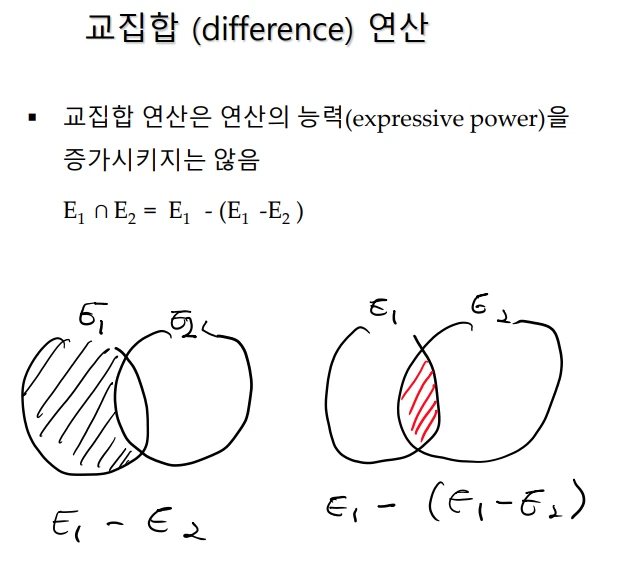 교집합 (difference) 연산
▪ 교집합 연산은 연산의 능력(expressive power)을
증가시키지는 않음
E₁ ∩ E₂ = E₁ - (E₁ -E₂ )
E₁ E₂
E₁ E₂
E₁ - E₂
E₁ - (E₁-E₂)